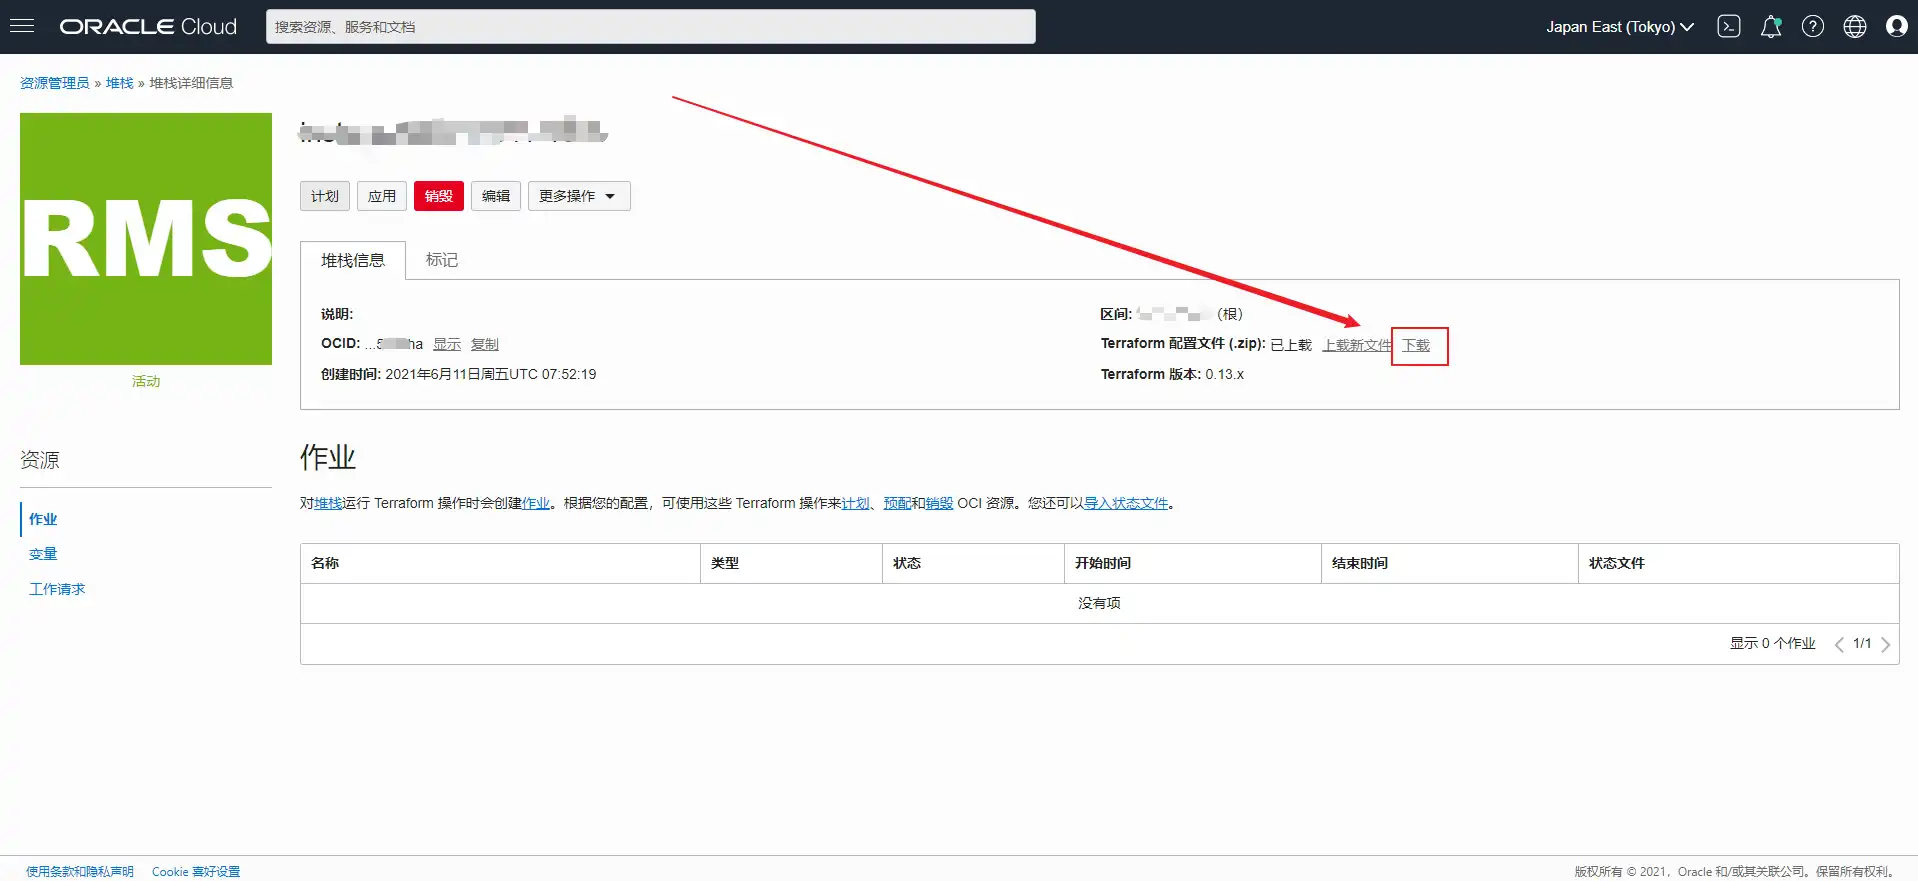 ORACLE Cloud
搜索资源、服务和文档
Japan East (Tokyo)
资源管理员 » 堆栈 » 堆栈详细信息
RMS
活动
计划
应用
销毁
编辑
更多操作
堆栈信息
标记
说明:
OCID: ...5 ha 显示 复制
创建时间: 2021年6月11日周五UTC 07:52:19
区间: (根)
Terraform 配置文件 (.zip): 已上载 上载新文件 下载
Terraform 版本: 0.13.x
资源
作业
变量
工作请求
作业
对堆栈运行 Terraform 操作时会创建作业。根据您的配置，可使用这些 Terraform 操作来计划、预配和销毁 OCI 资源。您还可以导入状态文件。
名称 类型 状态 开始时间 结束时间 状态文件
没有项
显示 0 个作业 1/1
使用条款和隐私声明 Cookie 喜好设置
版权所有 © 2021，Oracle 和/或其关联公司。保留所有权利。